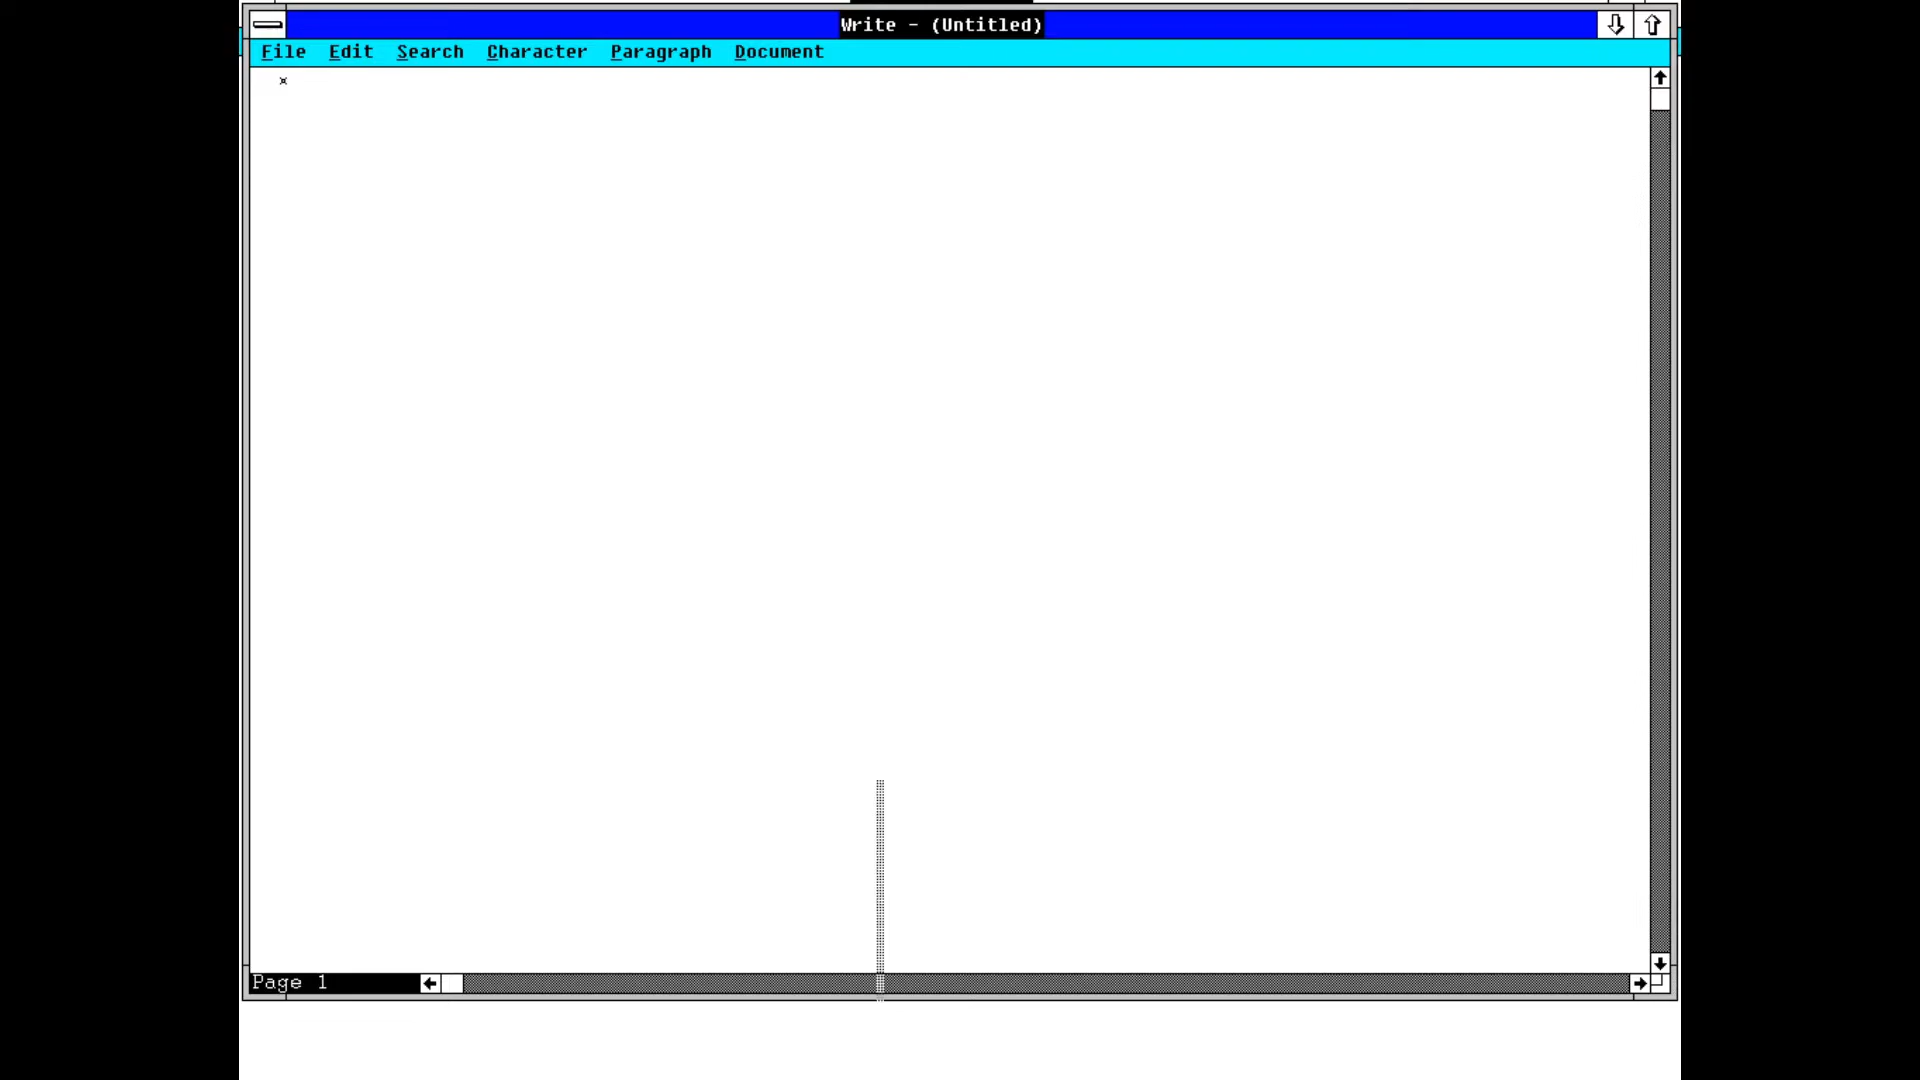 Write - (Untitled)
File Edit Search Character Paragraph Document
Page 1